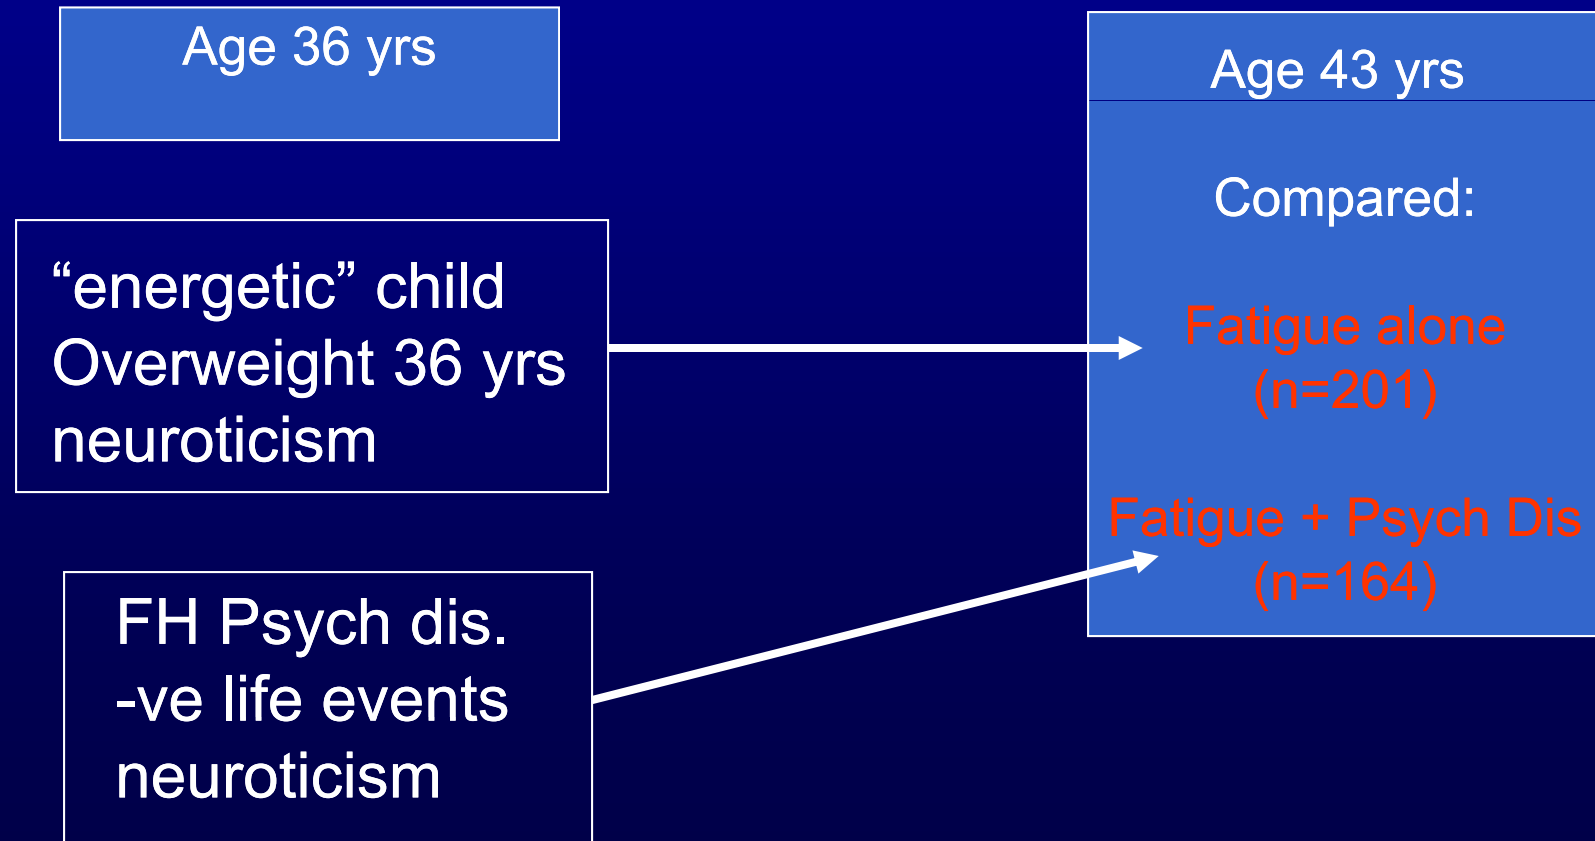 Age 36 yrs
“energetic” child
Overweight 36 yrs
neuroticism
FH Psych dis.
-ve life events
neuroticism
Age 43 yrs
Compared:
Fatigue alone
(n=201)
Fatigue + Psych Dis
(n=164)